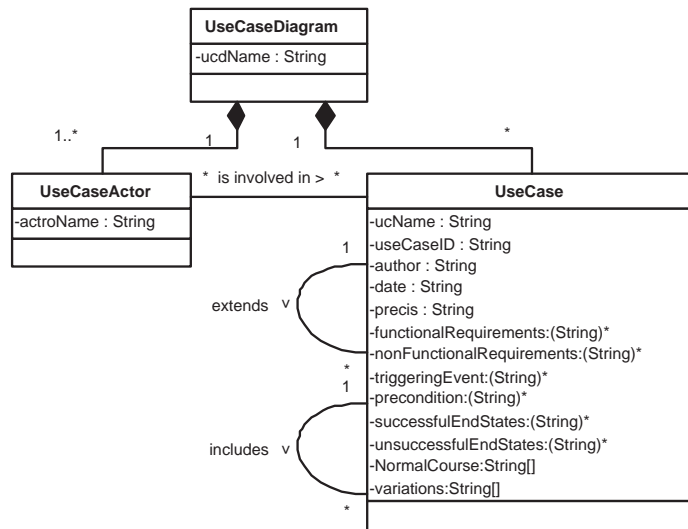 UseCaseDiagram
-ucdName : String
1..*
1
1
*
* is involved in > *
UseCaseActor
-actroName : String
UseCase
-ucName : String
-useCaseID : String
-author : String
-date : String
-precis : String
-functionalRequirements:(String)*
-nonFunctionalRequirements:(String)*
-triggeringEvent:(String)*
-precondition:(String)*
-successfulEndStates:(String)*
-unsuccessfulEndStates:(String)*
-NormalCourse:String[]
-variations:String[]
1
extends v
*
1
includes v
*